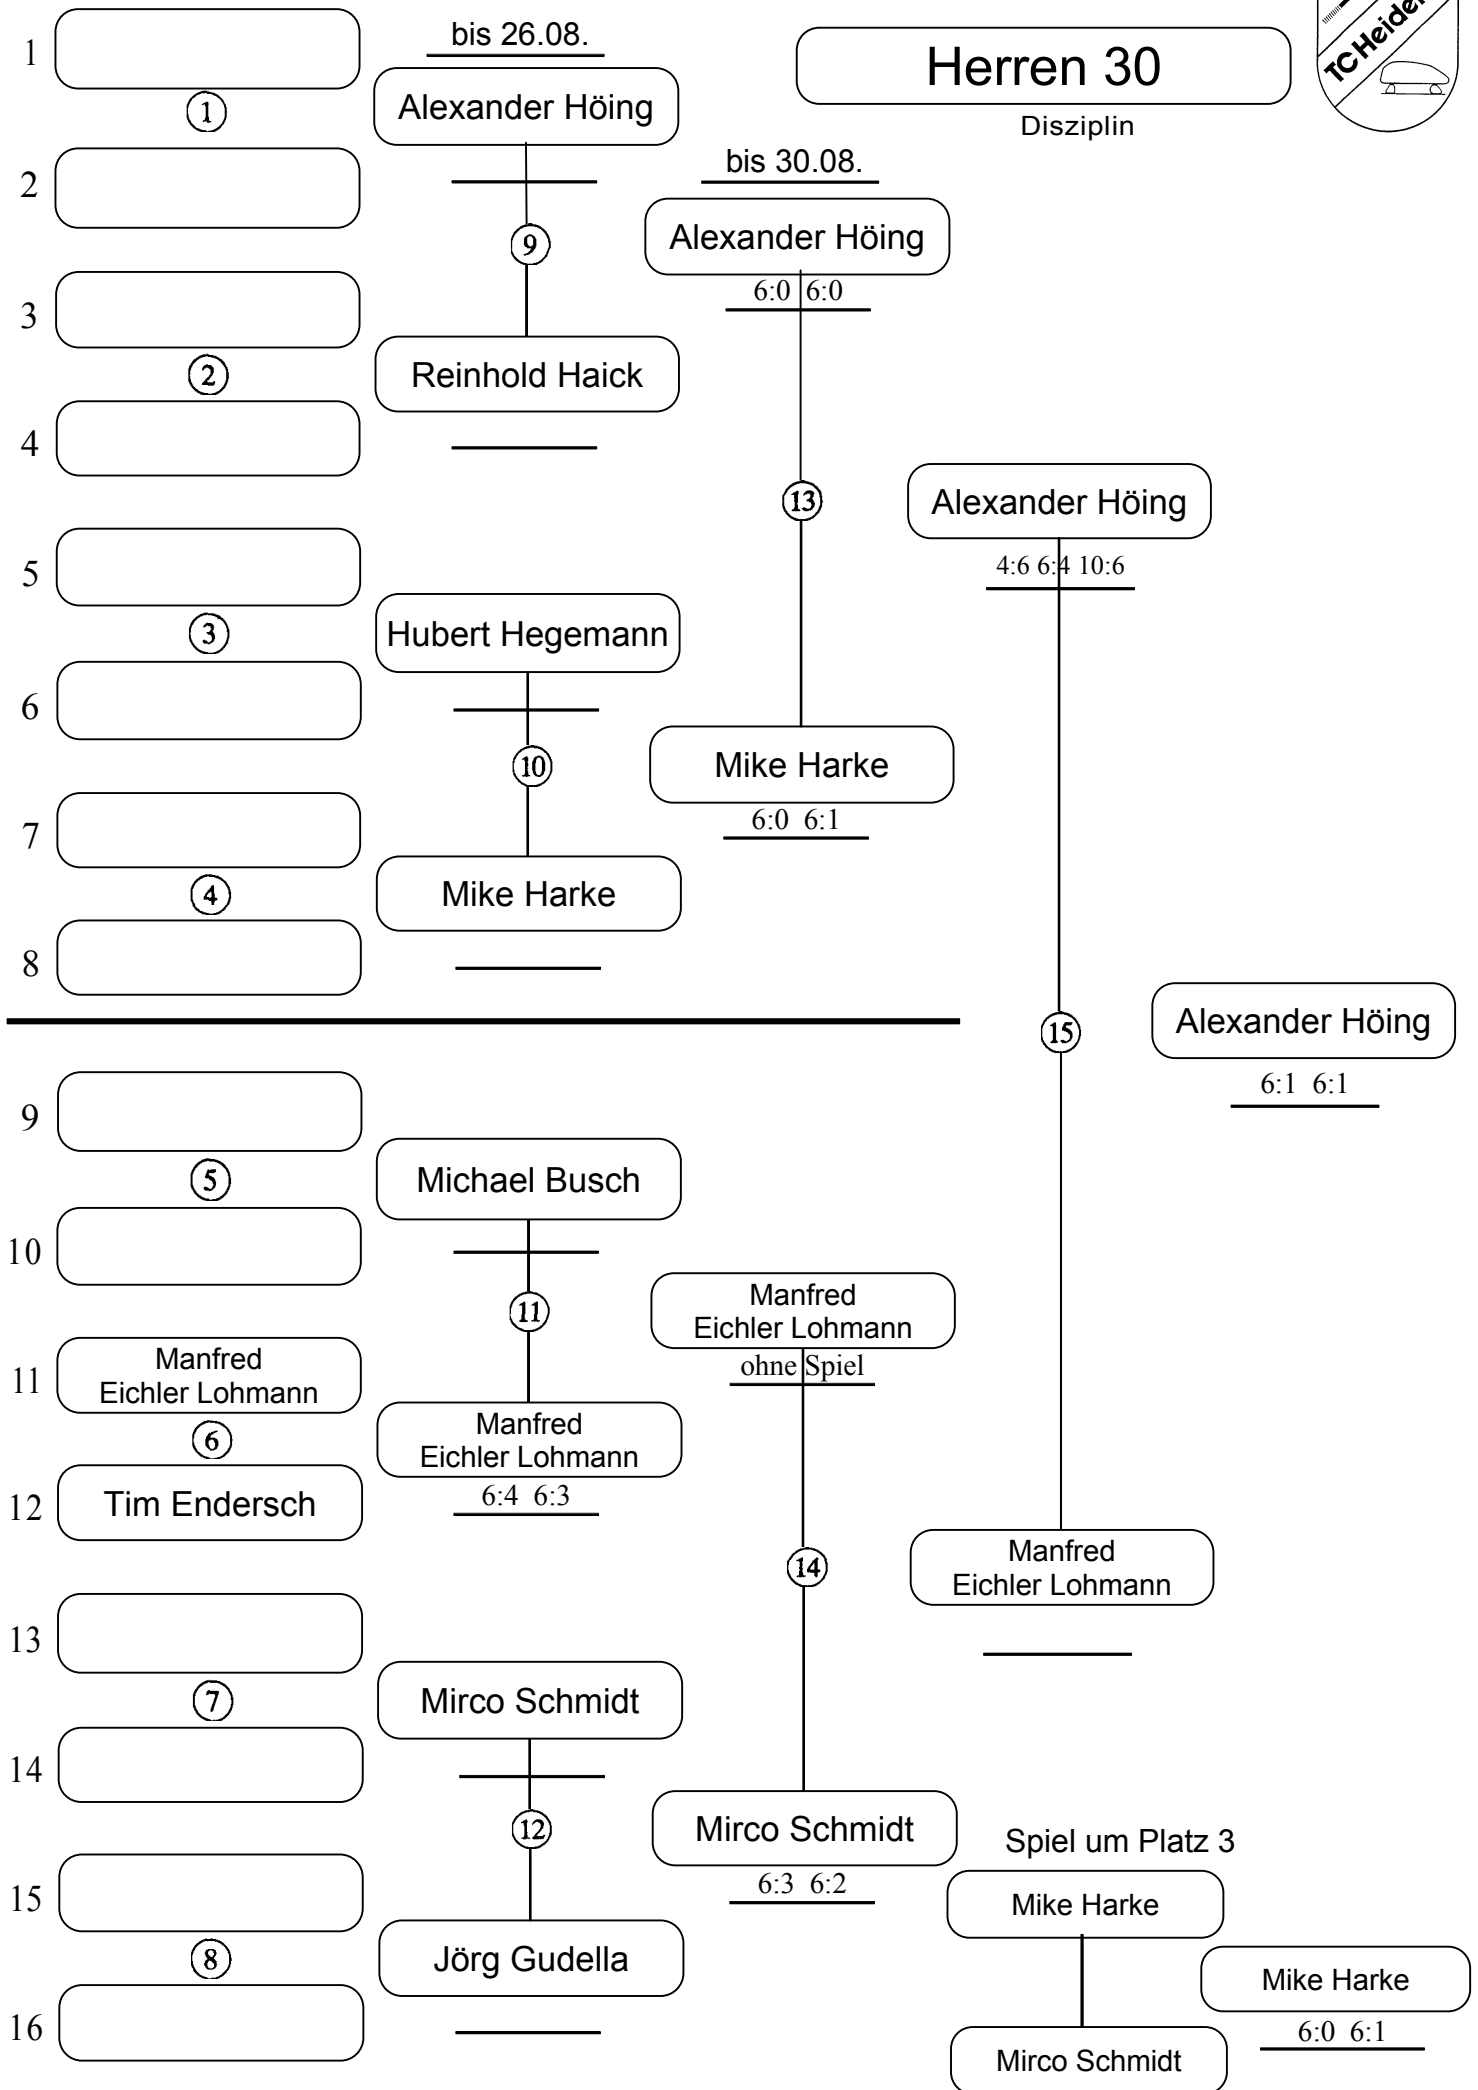 bis 26.08.
Herren 30
Disziplin
TC Heiden
1
Alexander Höing
1
bis 30.08.
2
Alexander Höing
9
6:0 6:0
3
Reinhold Haick
2
4
Alexander Höing
13
4:6 6:4 10:6
5
Hubert Hegemann
3
6
Mike Harke
10
6:0 6:1
7
Mike Harke
4
8
Alexander Höing
15
6:1 6:1
9
Michael Busch
5
10
Manfred
Eichler Lohmann
11
ohne Spiel
11
Manfred
Eichler Lohmann
6
Manfred
Eichler Lohmann
6:4 6:3
12
Tim Endersch
Manfred
Eichler Lohmann
14
13
Mirco Schmidt
7
14
Mirco Schmidt
12
6:3 6:2
Spiel um Platz 3
15
Mike Harke
Jörg Gudella
8
Mike Harke
6:0 6:1
16
Mirco Schmidt